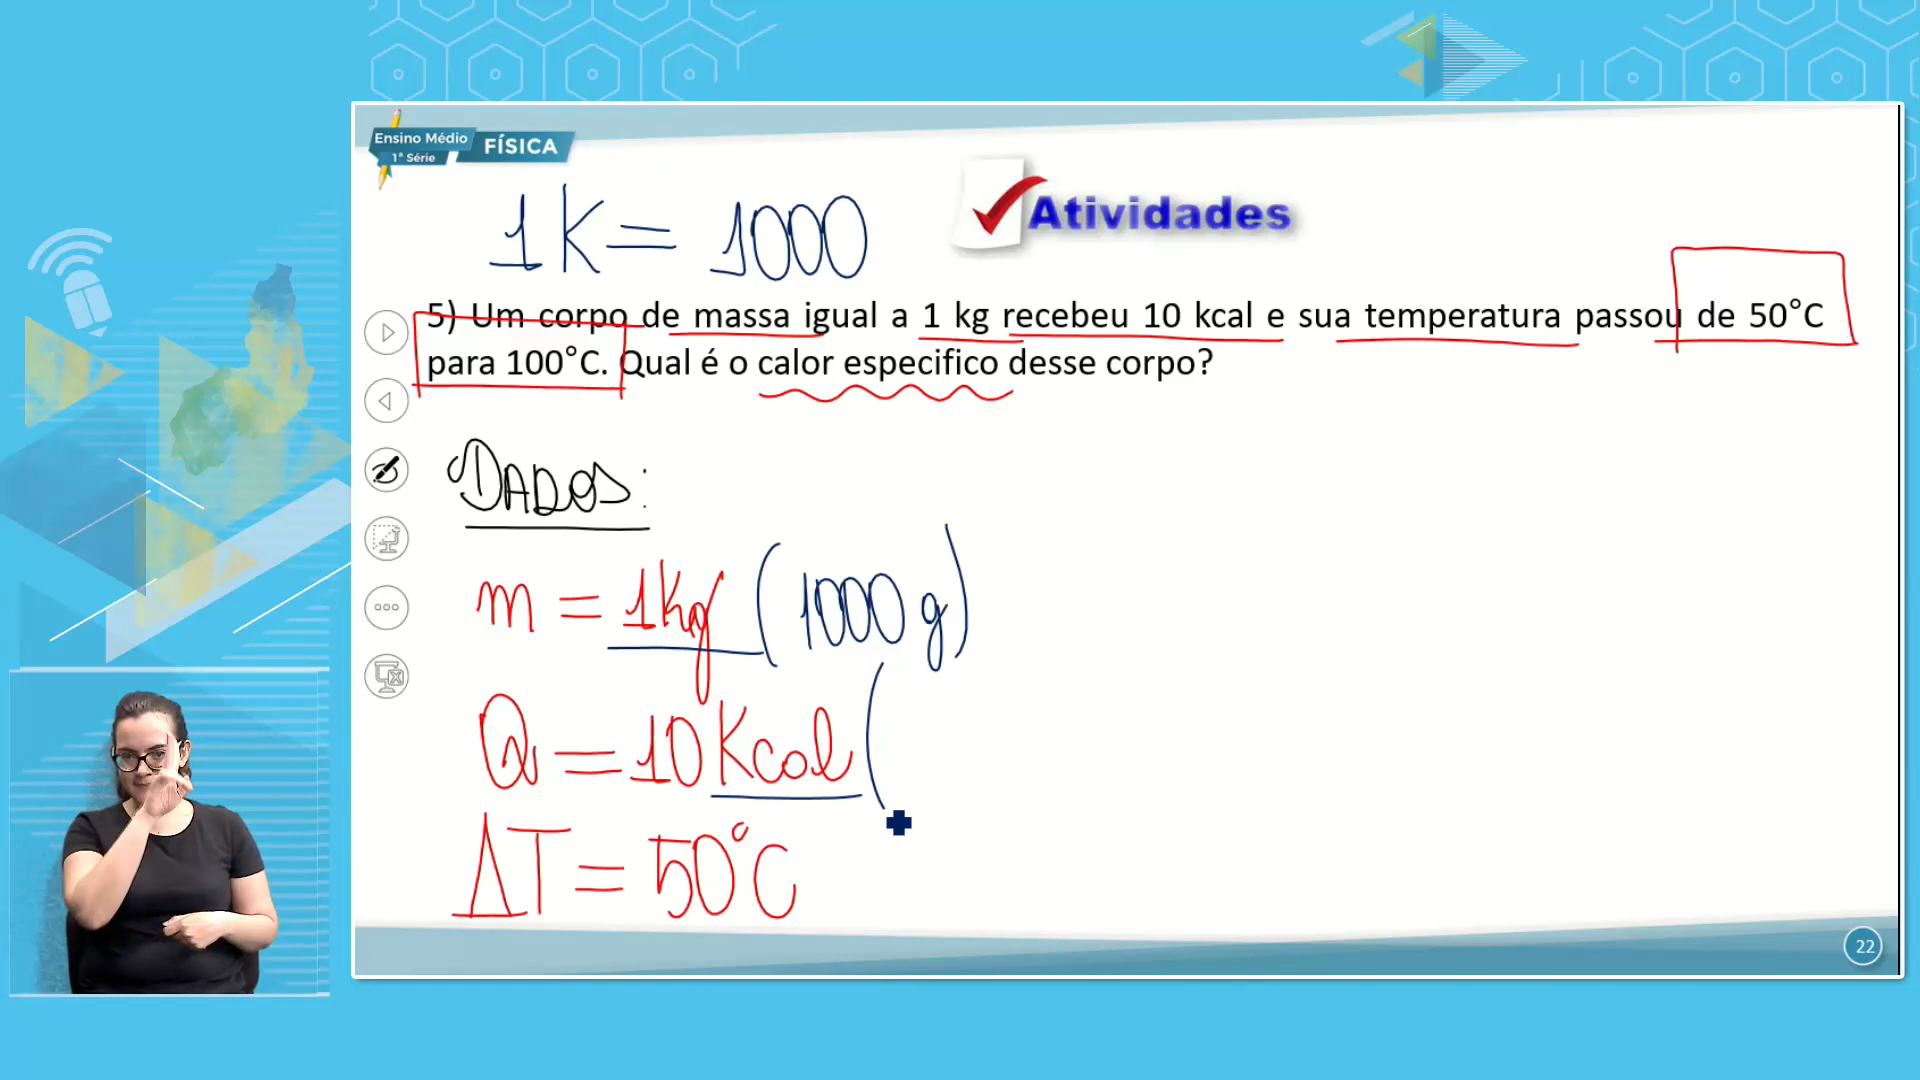 Ensino Médio
1ª Série
FÍSICA
1K = 1000
Atividades
5) Um corpo de massa igual a 1 kg recebeu 10 kcal e sua temperatura passou de 50°C
para 100°C. Qual é o calor especifico desse corpo?
DADOS:
m = 1Kg (1000 g)
Q = 10 Kcal (
ΔT = 50°C
22